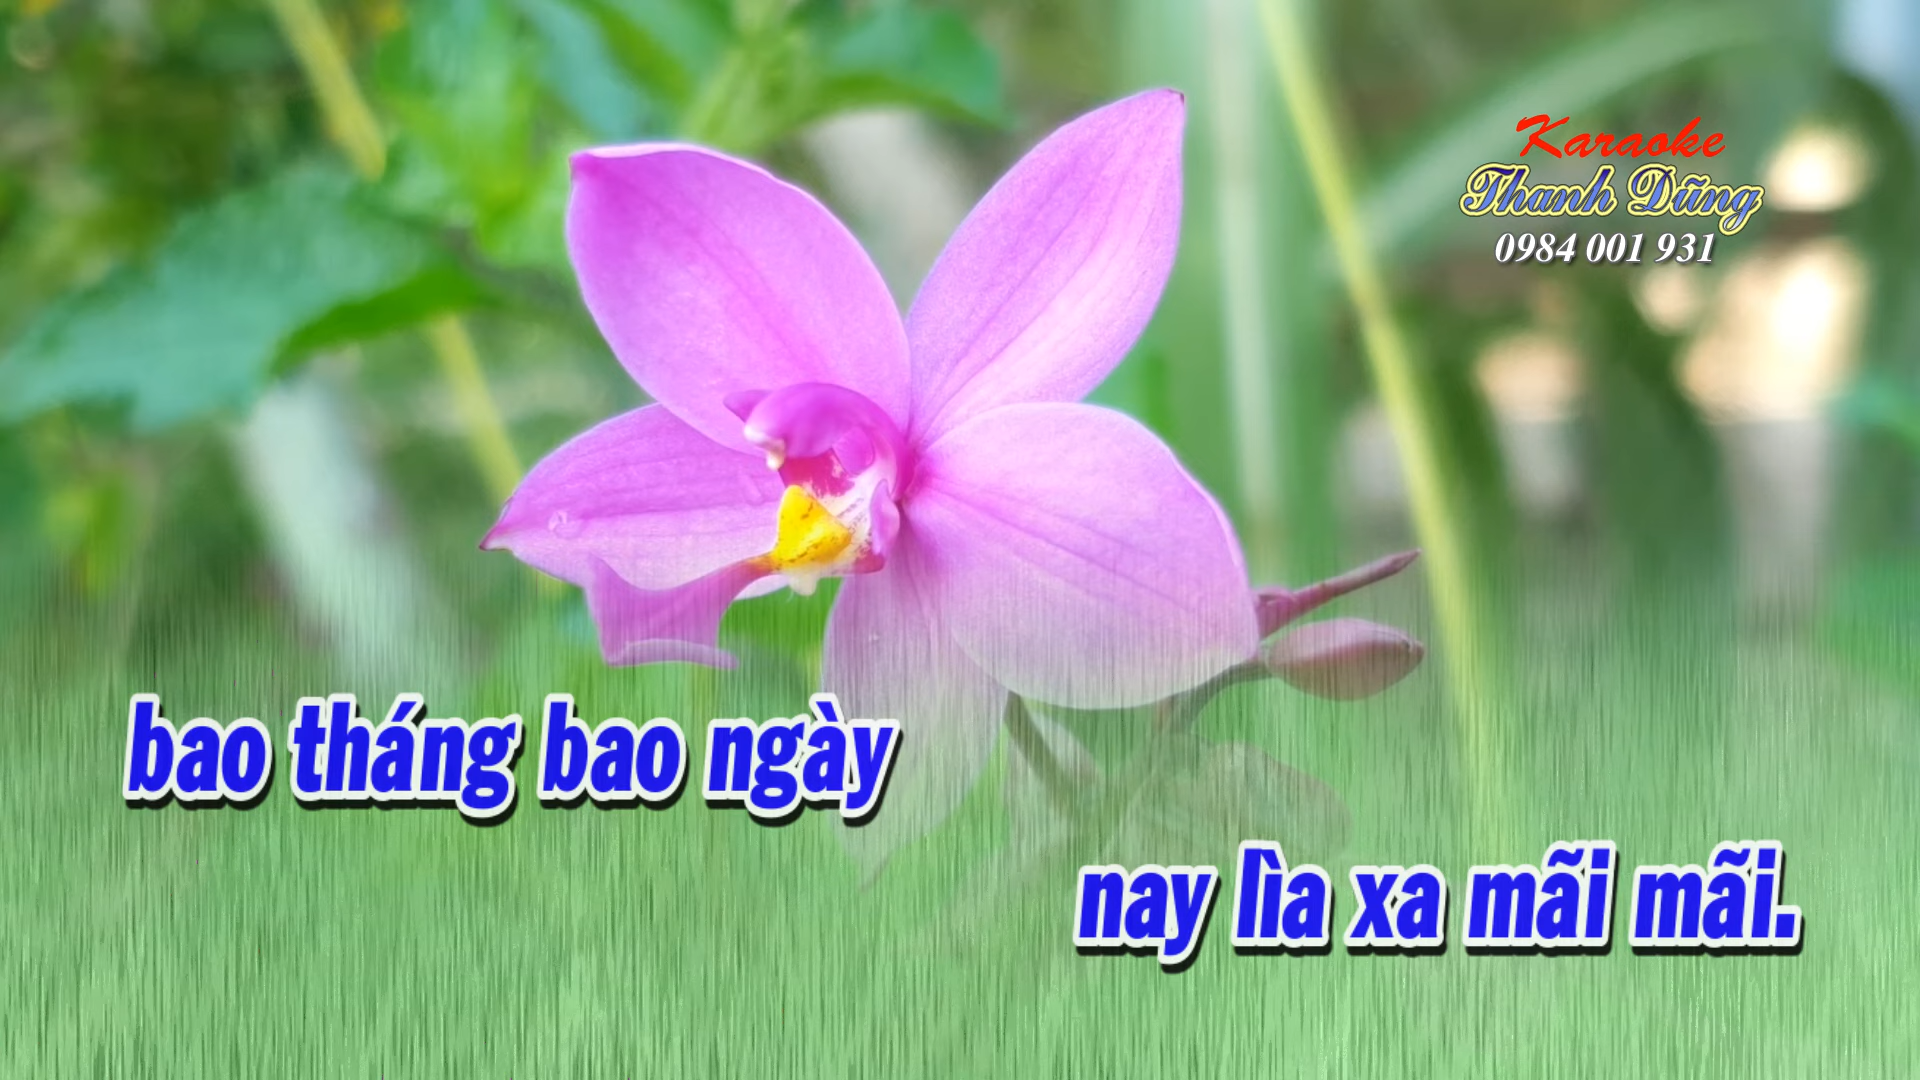 Karaoke
Thanh Dũng
0984 001 931
bao tháng bao ngày
nay lìa xa mãi mãi.